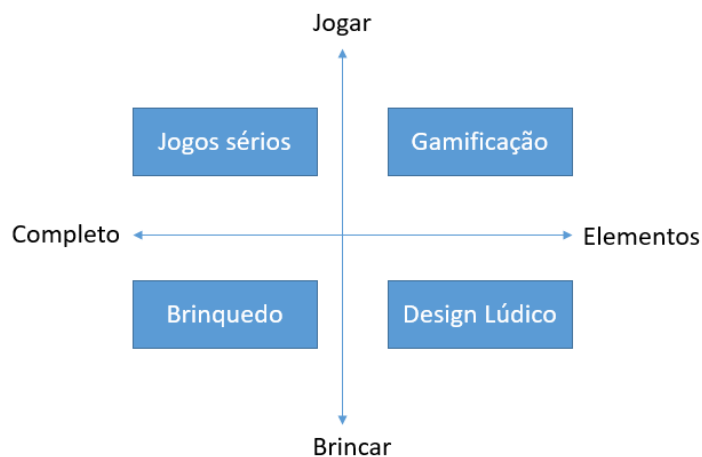 Jogar
Jogos sérios
Gamificação
Completo
Elementos
Brinquedo
Design Lúdico
Brincar